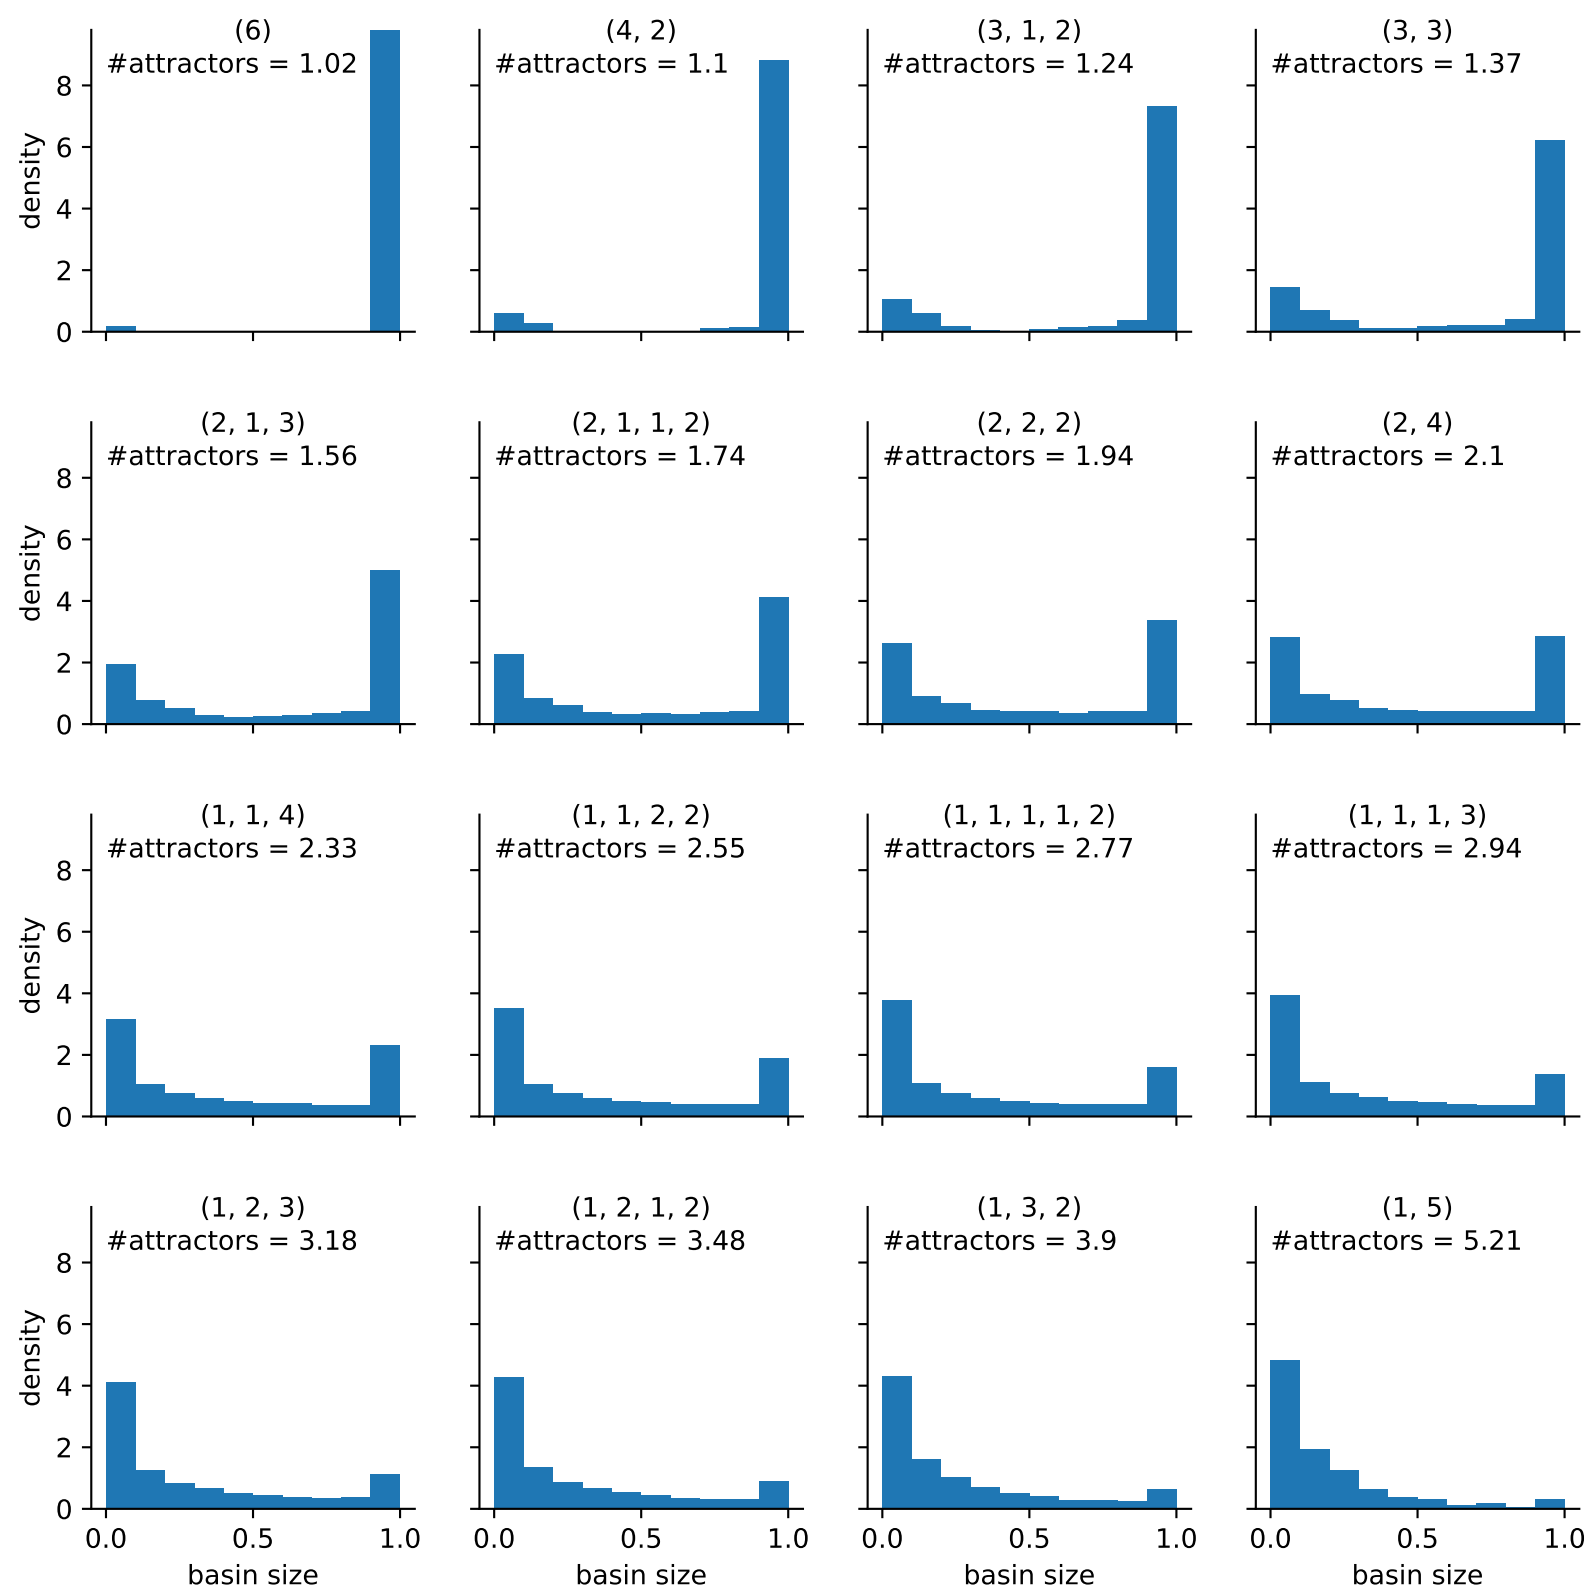 (6)
#attractors = 1.02
(4, 2)
#attractors = 1.1
(3, 1, 2)
#attractors = 1.24
(3, 3)
#attractors = 1.37
density
8
6
4
2
0
(2, 1, 3)
#attractors = 1.56
(2, 1, 1, 2)
#attractors = 1.74
(2, 2, 2)
#attractors = 1.94
(2, 4)
#attractors = 2.1
density
8
6
4
2
0
(1, 1, 4)
#attractors = 2.33
(1, 1, 2, 2)
#attractors = 2.55
(1, 1, 1, 1, 2)
#attractors = 2.77
(1, 1, 1, 3)
#attractors = 2.94
density
8
6
4
2
0
(1, 2, 3)
#attractors = 3.18
(1, 2, 1, 2)
#attractors = 3.48
(1, 3, 2)
#attractors = 3.9
(1, 5)
#attractors = 5.21
density
8
6
4
2
0
0.0 0.5 1.0
basin size
0.0 0.5 1.0
basin size
0.0 0.5 1.0
basin size
0.0 0.5 1.0
basin size